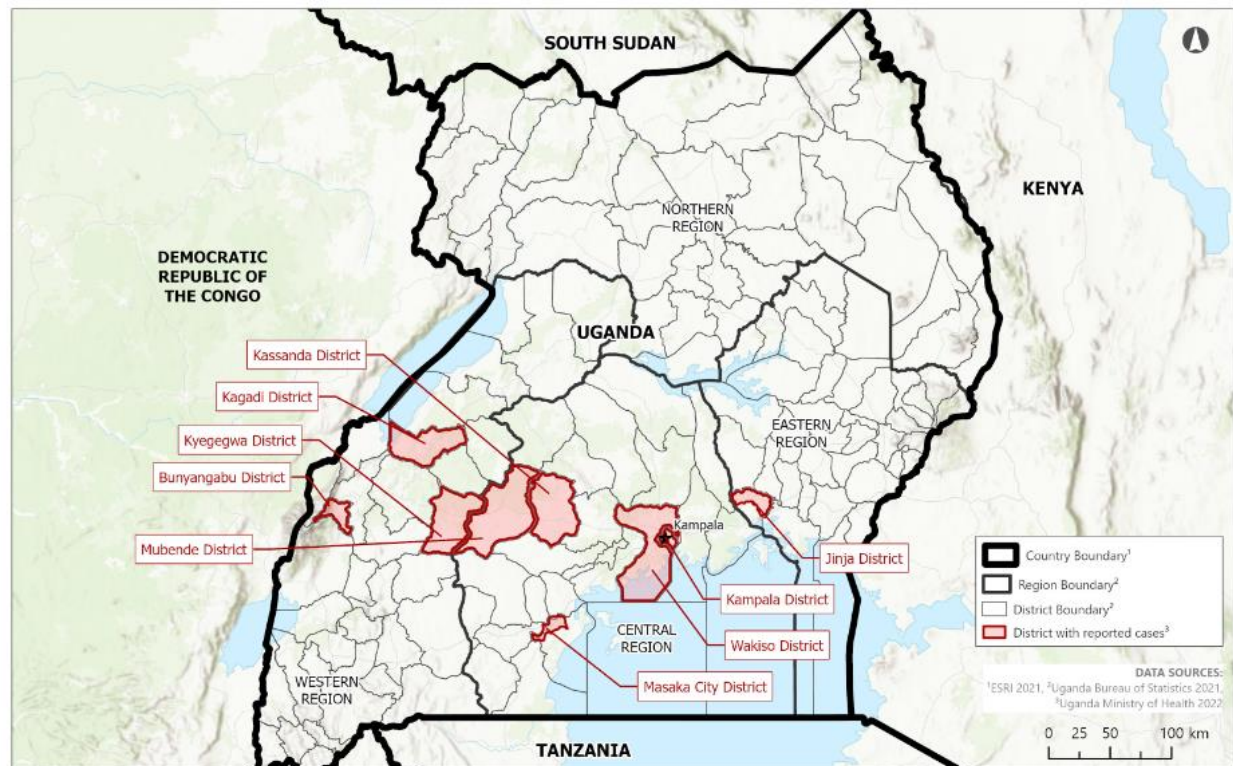 SOUTH SUDAN
KENYA
NORTHERN
REGION
DEMOCRATIC
REPUBLIC OF
THE CONGO
UGANDA
Kassanda District
Kagadi District
Kyegegwa District
EASTERN
REGION
Bunyangabu District
Kampala
Mubende District
Jinja District
Kampala District
CENTRAL
REGION
Wakiso District
WESTERN
REGION
Masaka City District
TANZANIA
Country Boundary¹
Region Boundary²
District Boundary²
District with reported cases³
DATA SOURCES:
¹ESRI 2021, ²Uganda Bureau of Statistics 2021,
³Uganda Ministry of Health 2022
0 50 100 km